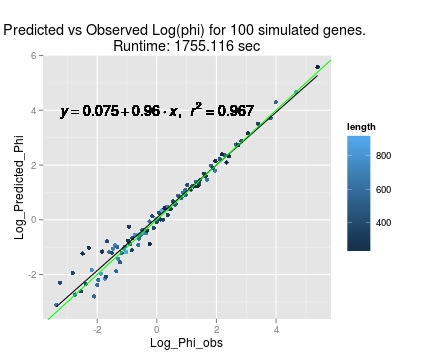 Predicted vs Observed Log(phi) for 100 simulated genes.
Runtime: 1755.116 sec
y = 0.075 + 0.96 · x, r² = 0.967
Log_Predicted_Phi
6
4
2
0
-2
-2
0
2
4
Log_Phi_obs
length
800
600
400